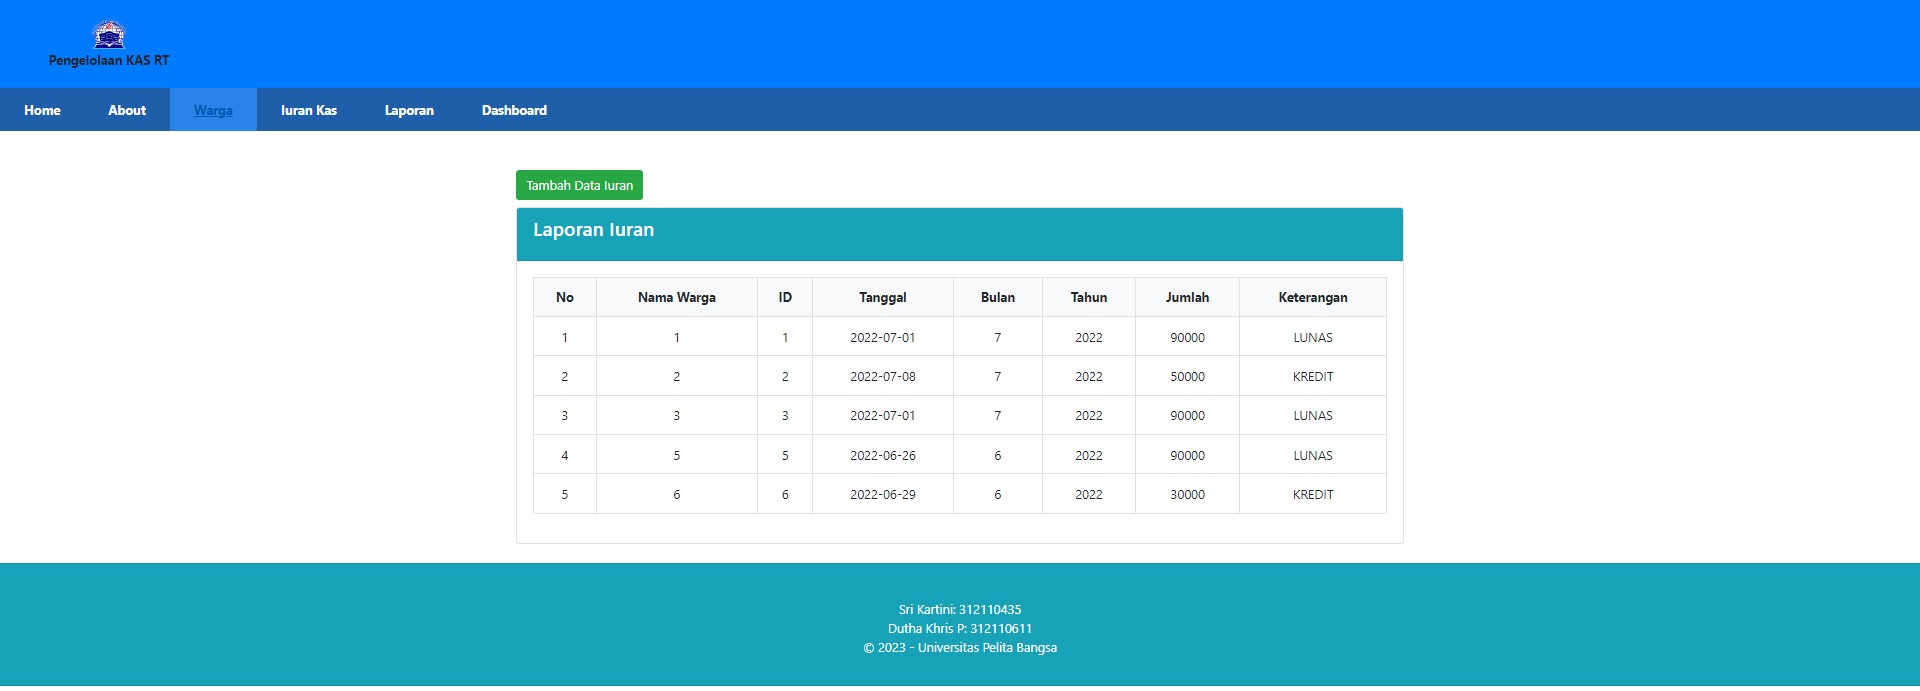 Pengelolaan KAS RT
Home About Warga Iuran Kas Laporan Dashboard
Tambah Data Iuran
Laporan Iuran
No Nama Warga ID Tanggal Bulan Tahun Jumlah Keterangan
1 1 1 2022-07-01 7 2022 90000 LUNAS
2 2 2 2022-07-08 7 2022 50000 KREDIT
3 3 3 2022-07-01 7 2022 90000 LUNAS
4 5 5 2022-06-26 6 2022 90000 LUNAS
5 6 6 2022-06-29 6 2022 30000 KREDIT
Sri Kartini: 312110435
Dutha Khris P: 312110611
© 2023 - Universitas Pelita Bangsa